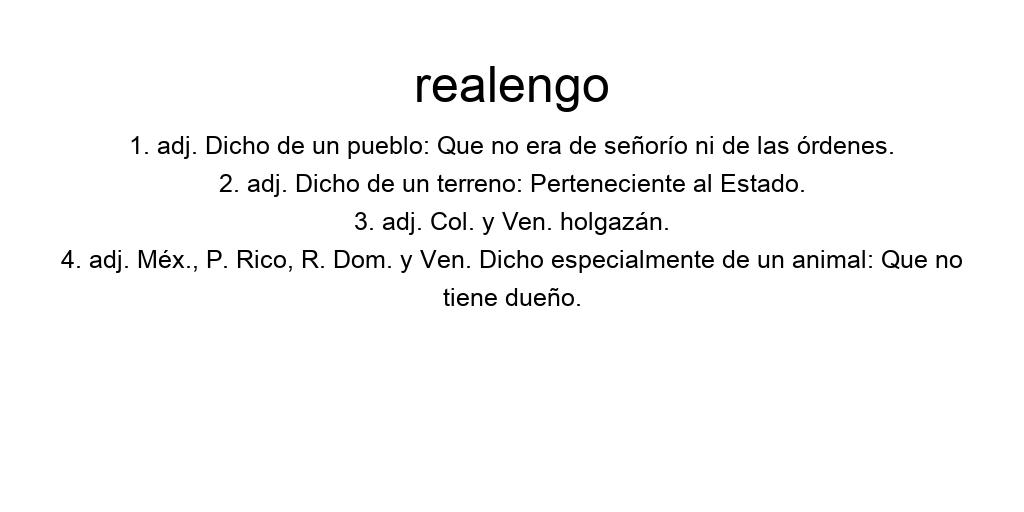 realengo
1. adj. Dicho de un pueblo: Que no era de señorío ni de las órdenes.
2. adj. Dicho de un terreno: Perteneciente al Estado.
3. adj. Col. y Ven. holgazán.
4. adj. Méx., P. Rico, R. Dom. y Ven. Dicho especialmente de un animal: Que no
tiene dueño.